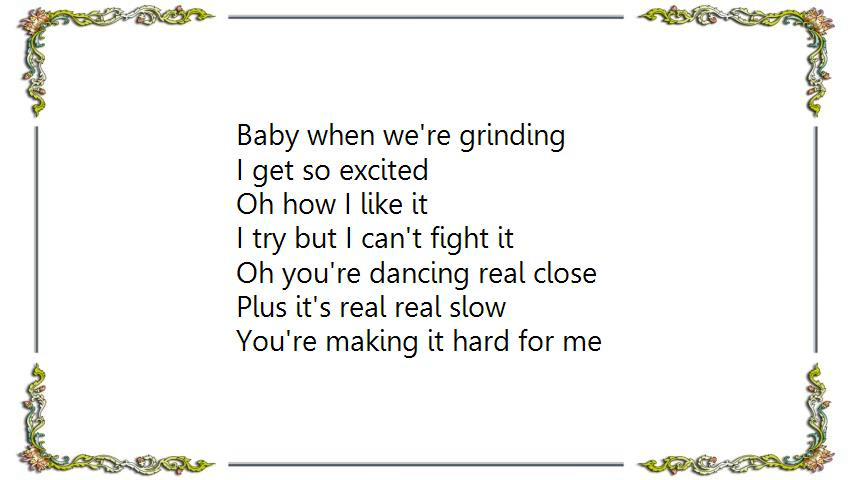 Baby when we're grinding
I get so excited
Oh how I like it
I try but I can't fight it
Oh you're dancing real close
Plus it's real real slow
You're making it hard for me